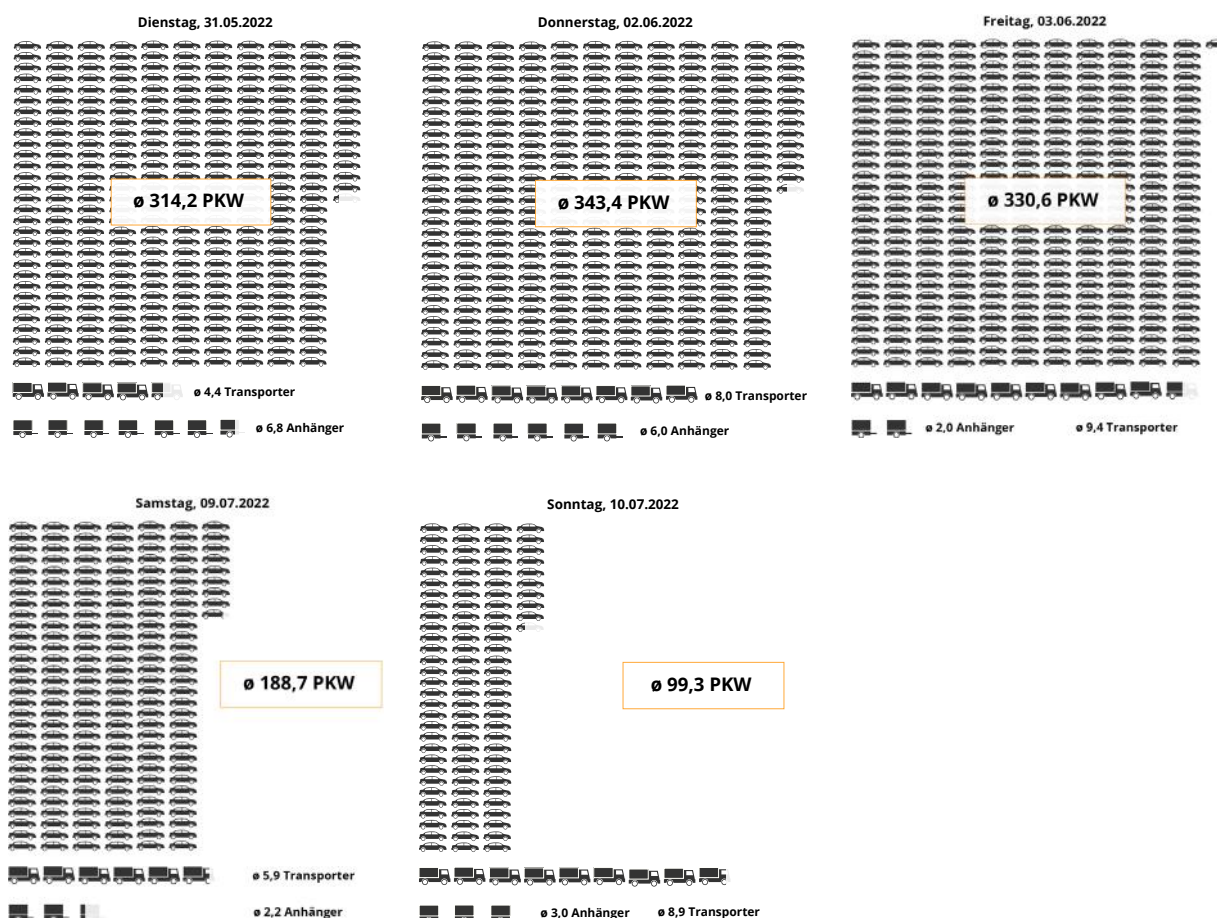 Dienstag, 31.05.2022
ø 314,2 PKW
ø 4,4 Transporter
ø 6,8 Anhänger
Donnerstag, 02.06.2022
ø 343,4 PKW
ø 8,0 Transporter
ø 6,0 Anhänger
Freitag, 03.06.2022
ø 330,6 PKW
ø 2,0 Anhänger ø 9,4 Transporter
Samstag, 09.07.2022
ø 188,7 PKW
ø 5,9 Transporter
ø 2,2 Anhänger
Sonntag, 10.07.2022
ø 99,3 PKW
ø 3,0 Anhänger ø 8,9 Transporter